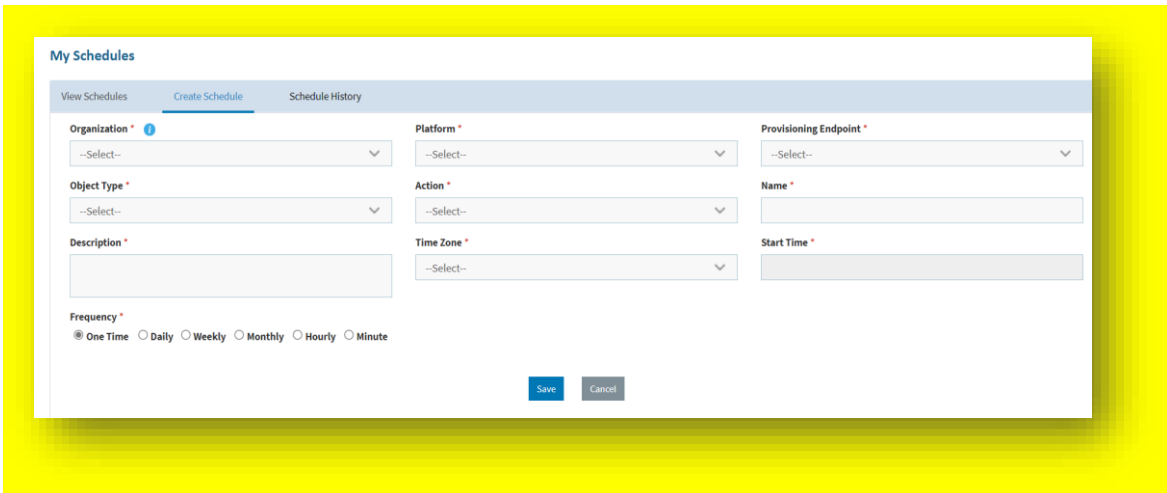 My Schedules
View Schedules Create Schedule Schedule History
Organization * i Platform * Provisioning Endpoint *
--Select-- --Select-- --Select--
Object Type * Action * Name *
--Select-- --Select--
Description * Time Zone * Start Time *
--Select--
Frequency *
One Time Daily Weekly Monthly Hourly Minute
Save Cancel